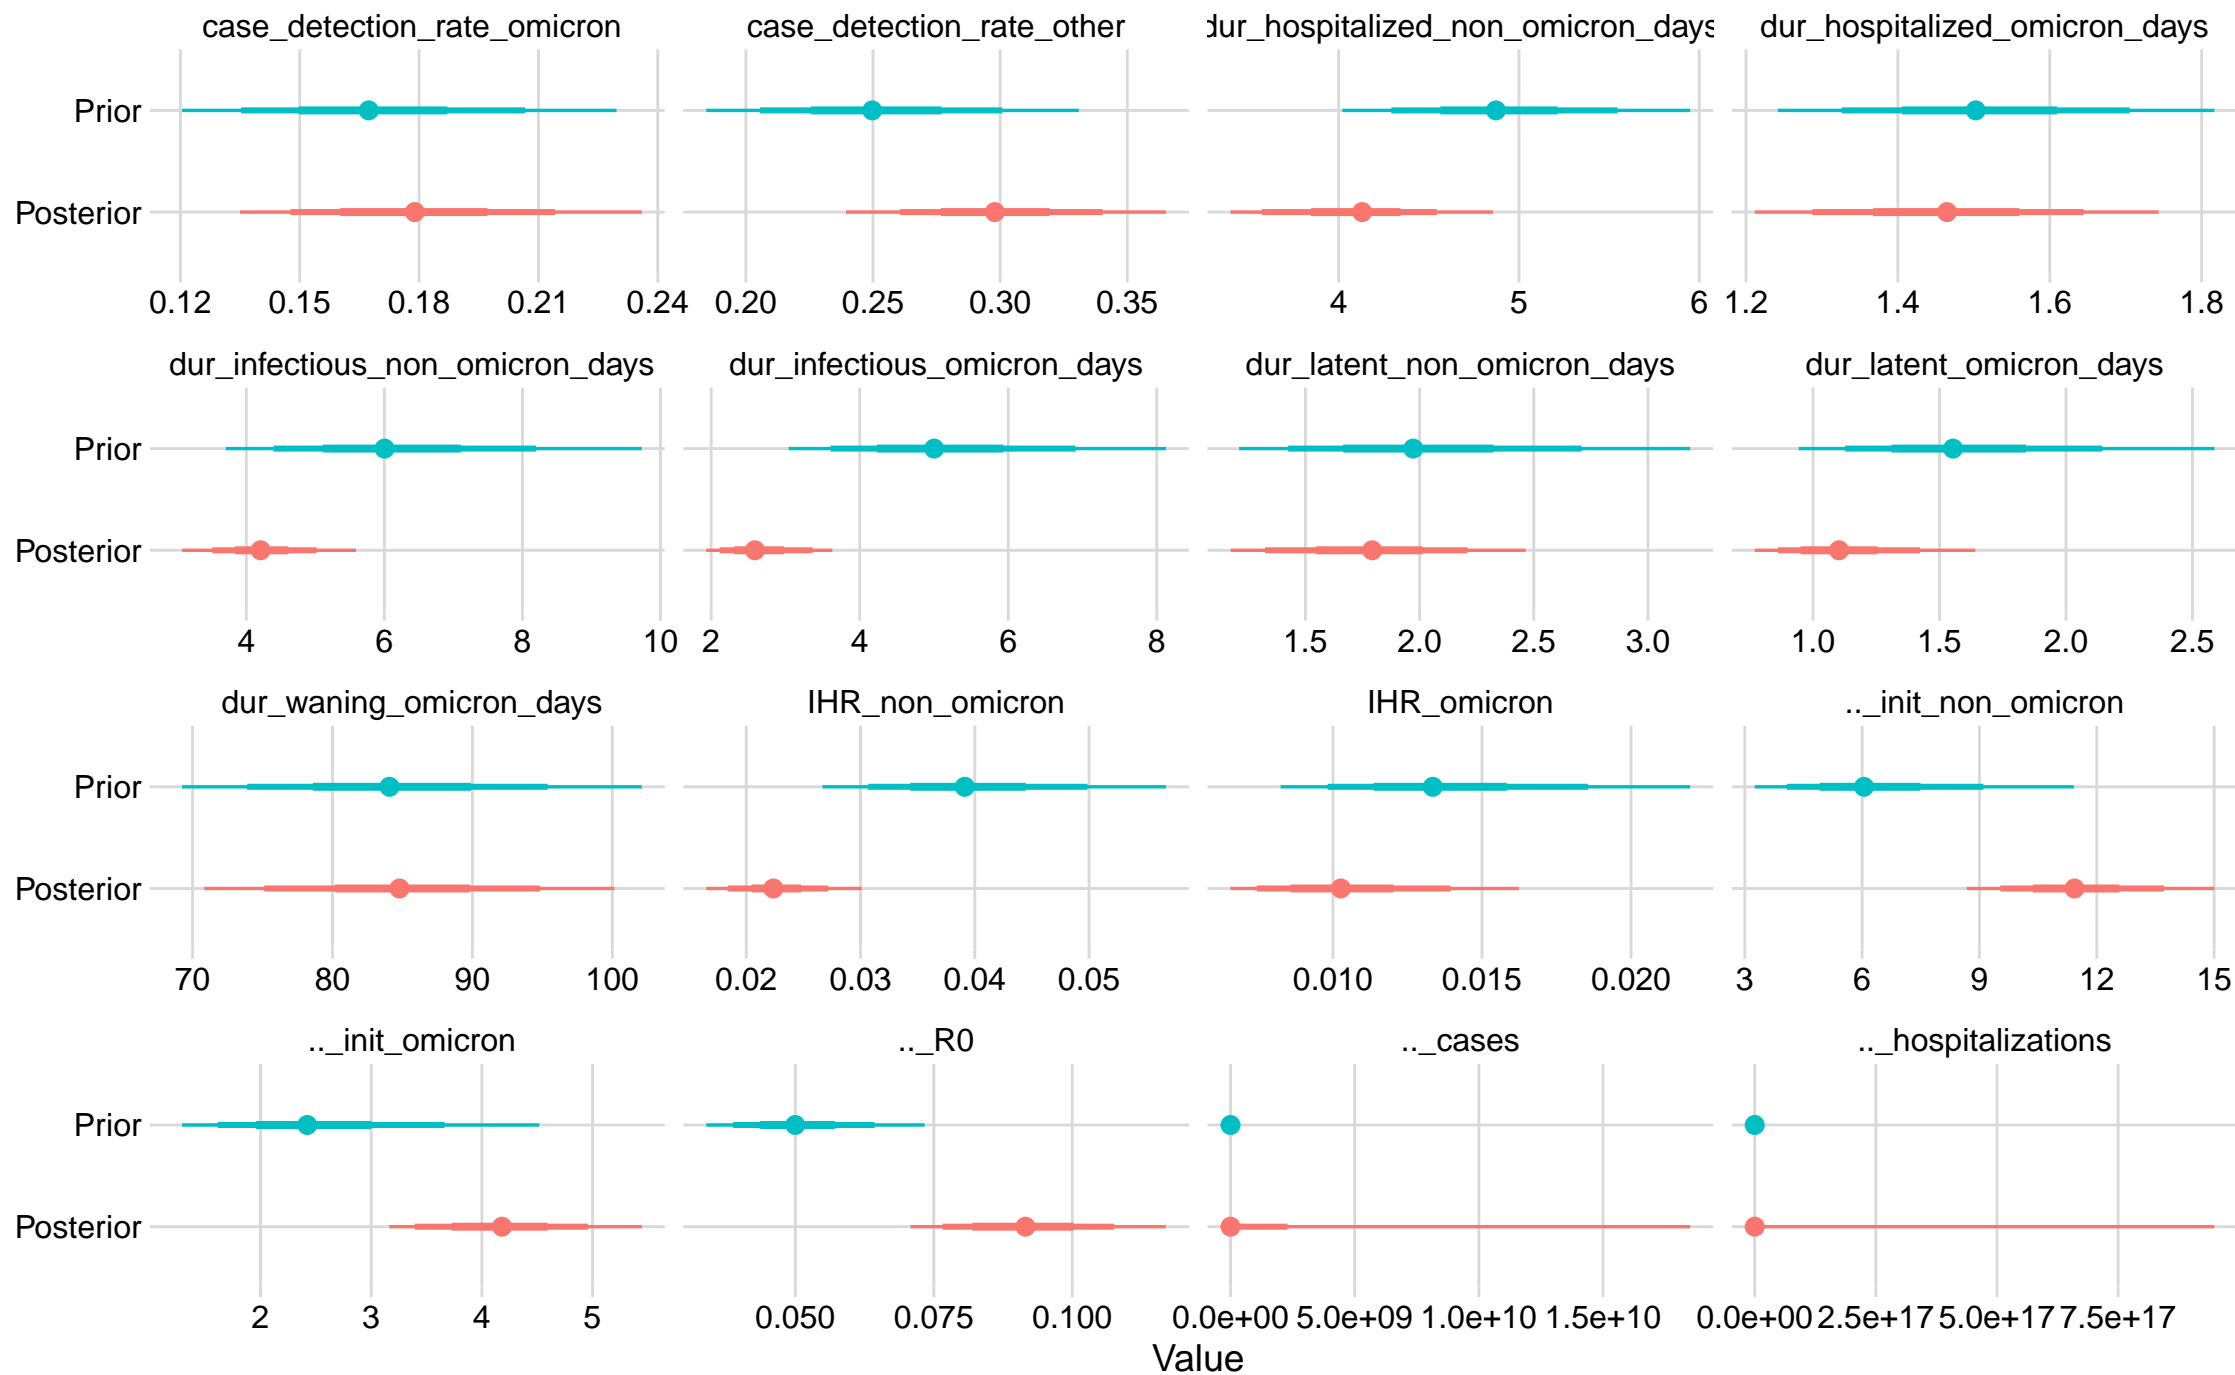 case_detection_rate_omicron case_detection_rate_other dur_hospitalized_non_omicron_days dur_hospitalized_omicron_days
Prior
Posterior
0.12 0.15 0.18 0.21 0.24 0.20 0.25 0.30 0.35 4 5 6 1.2 1.4 1.6 1.8
dur_infectious_non_omicron_days dur_infectious_omicron_days dur_latent_non_omicron_days dur_latent_omicron_days
Prior
Posterior
4 6 8 10 2 4 6 8 1.5 2.0 2.5 3.0 1.0 1.5 2.0 2.5
dur_waning_omicron_days IHR_non_omicron IHR_omicron .._init_non_omicron
Prior
Posterior
70 80 90 100 0.02 0.03 0.04 0.05 0.010 0.015 0.020 3 6 9 12 15
.._init_omicron .._R0 .._cases .._hospitalizations
Prior
Posterior
2 3 4 5 0.050 0.075 0.100 0.0e+00 5.0e+09 1.0e+10 1.5e+10 0.0e+00 2.5e+17 5.0e+17 7.5e+17
Value